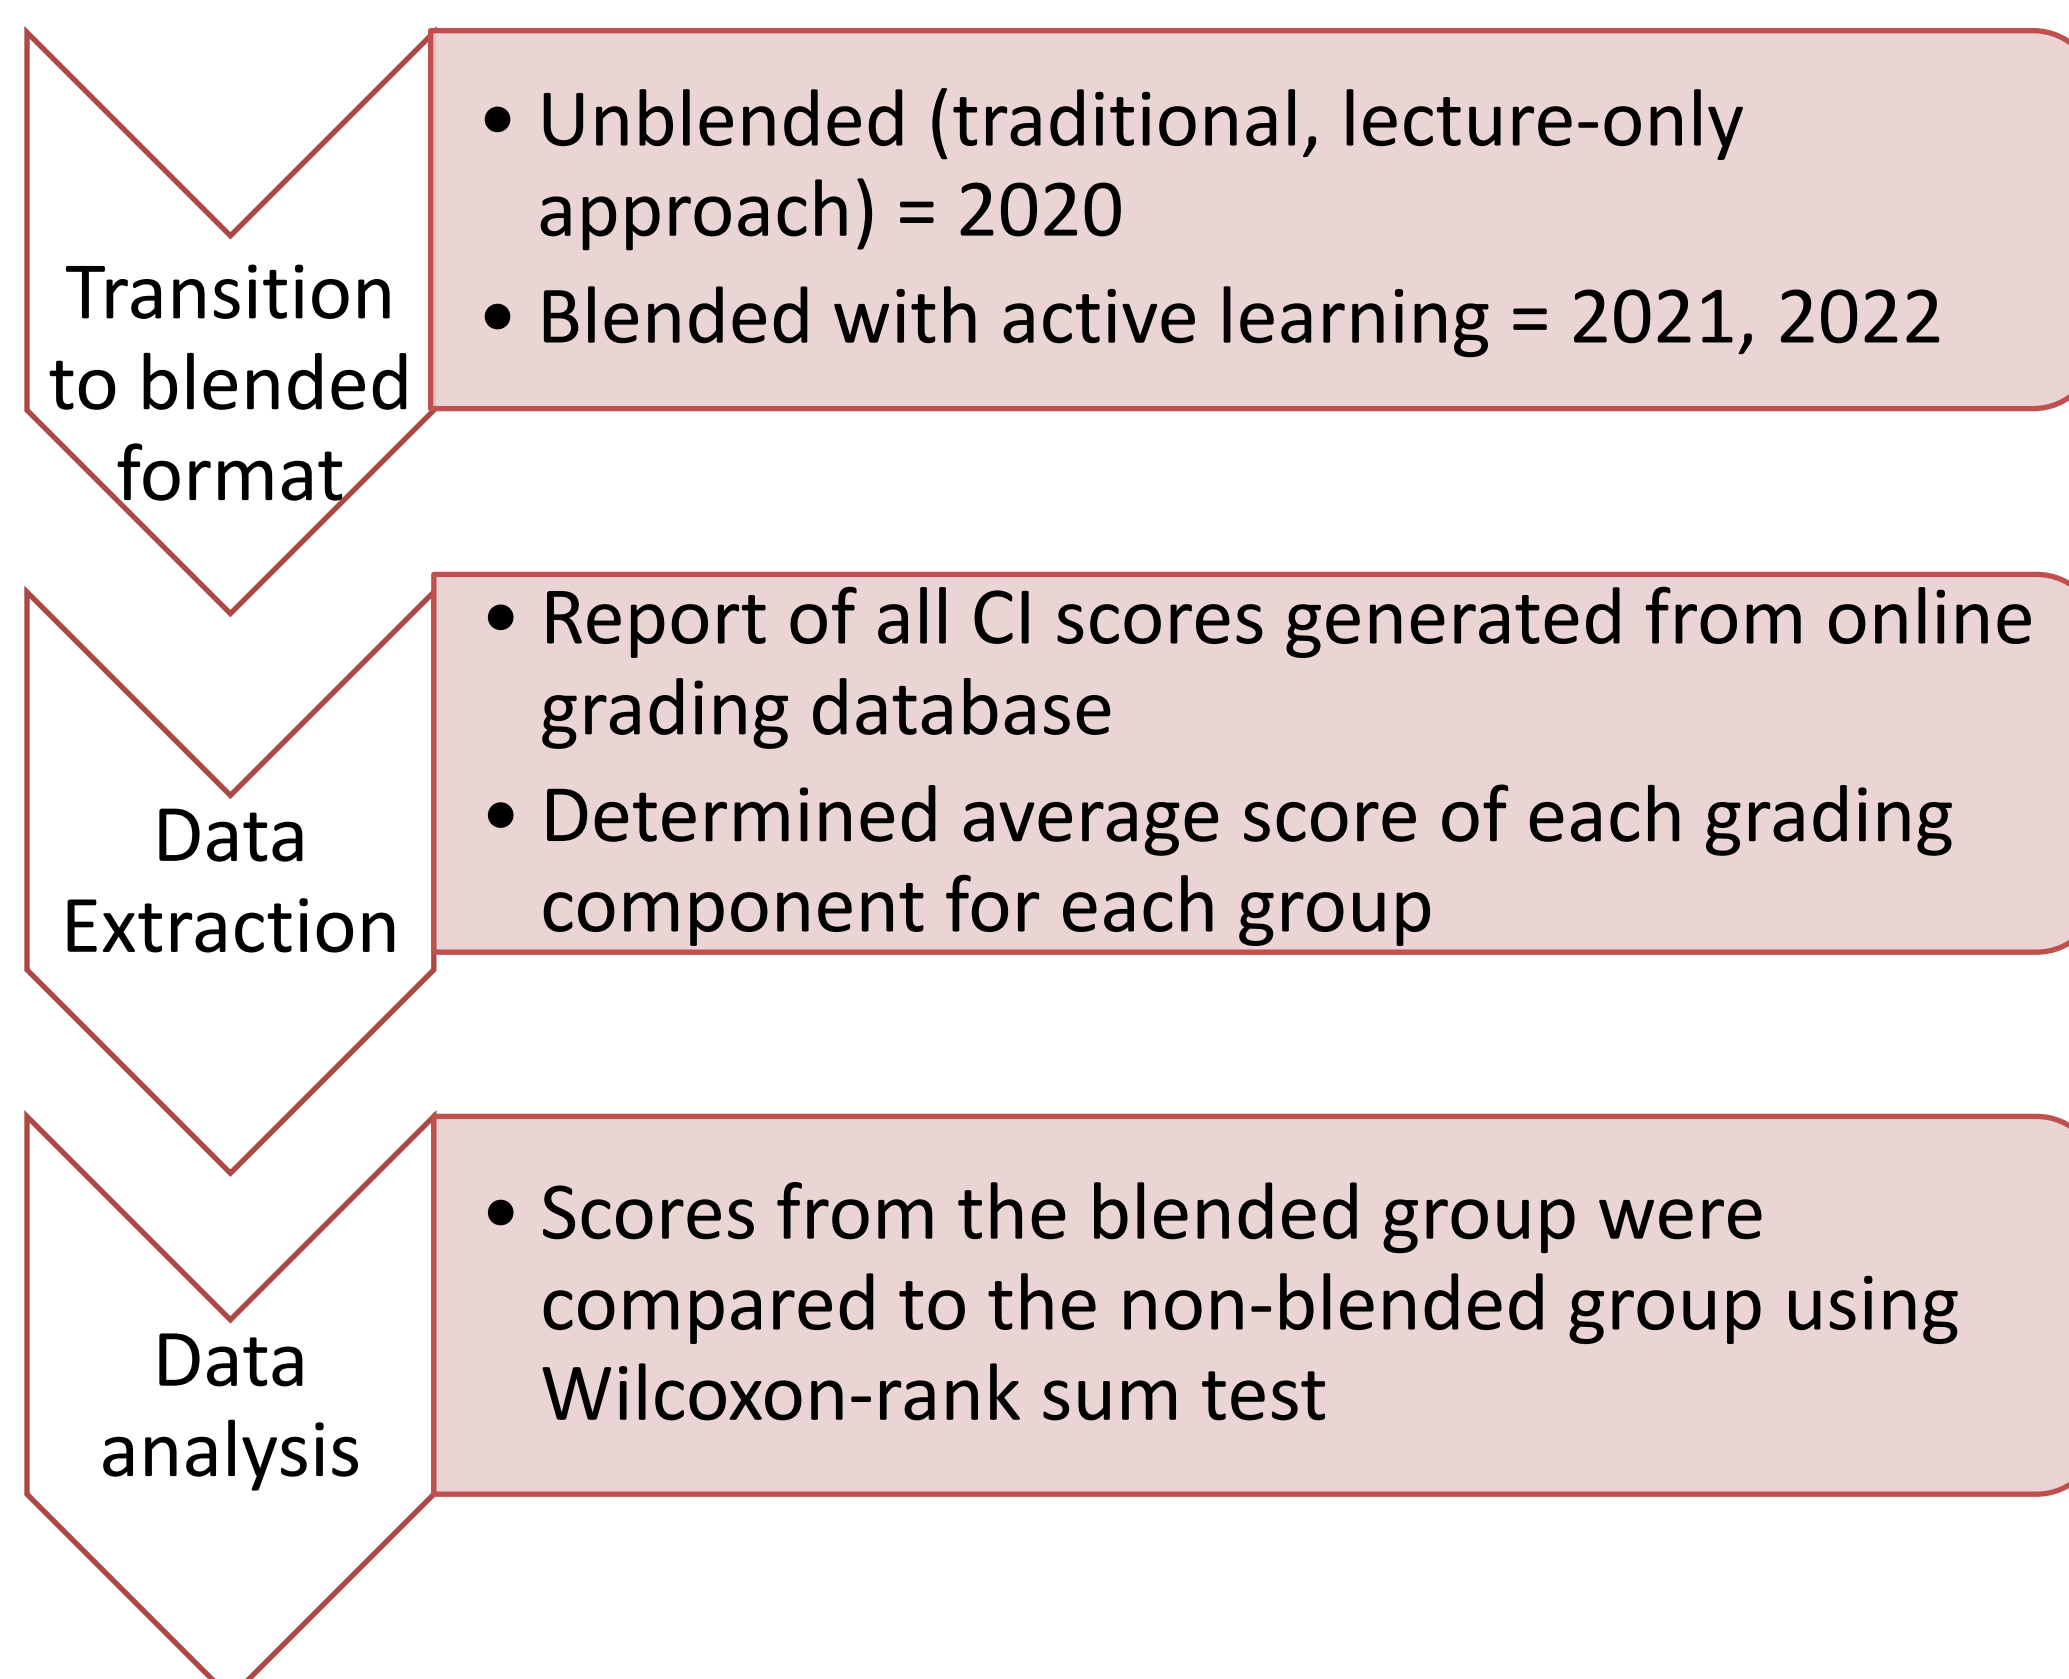 Transition
to blended
format
• Unblended (traditional, lecture-only
approach) = 2020
• Blended with active learning = 2021, 2022
Data
Extraction
• Report of all CI scores generated from online
grading database
• Determined average score of each grading
component for each group
Data
analysis
• Scores from the blended group were
compared to the non-blended group using
Wilcoxon-rank sum test